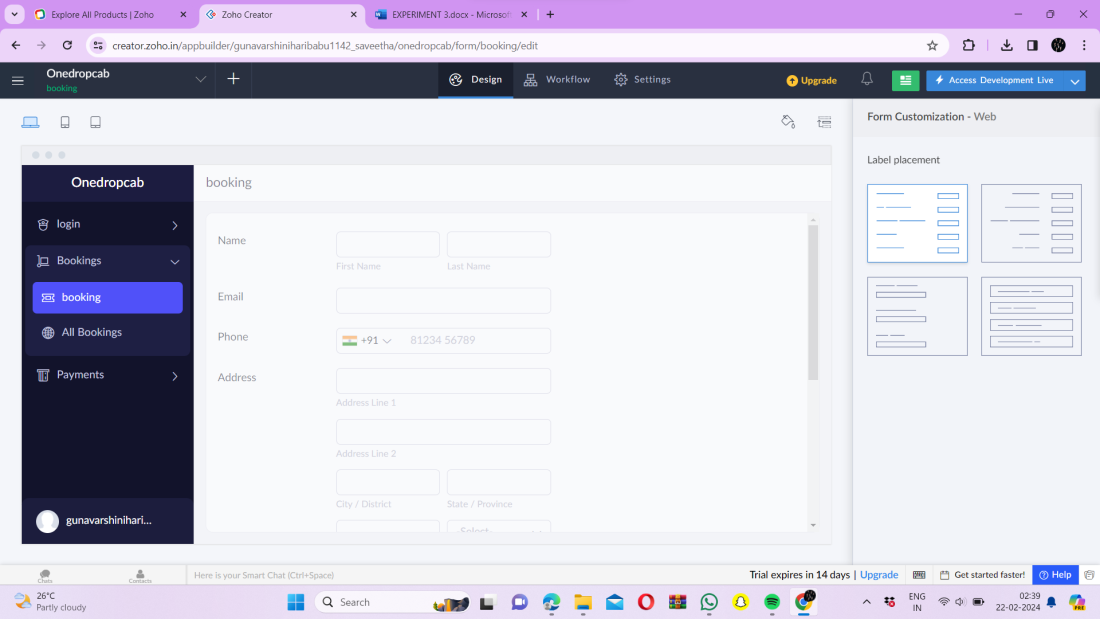 Explore All Products | Zoho
Zoho Creator
EXPERIMENT 3.docx - Microsoft
creator.zoho.in/appbuilder/gunavarshiniharibabu1142_saveetha/onedropcab/form/booking/edit
Onedropcab
booking
Design
Workflow
Settings
Upgrade
Access Development Live
Form Customization - Web
Label placement
Onedropcab
booking
login
Bookings
booking
All Bookings
Payments
gunavarshinihari...
Name
First Name
Last Name
Email
Phone
+91
81234 56789
Address
Address Line 1
Address Line 2
City / District
State / Province
-Select-
Chats
Contacts
Here is your Smart Chat (Ctrl+Space)
Trial expires in 14 days | Upgrade
Get started faster!
Help
26°C
Partly cloudy
Search
ENG
IN
02:39
22-02-2024
PRE